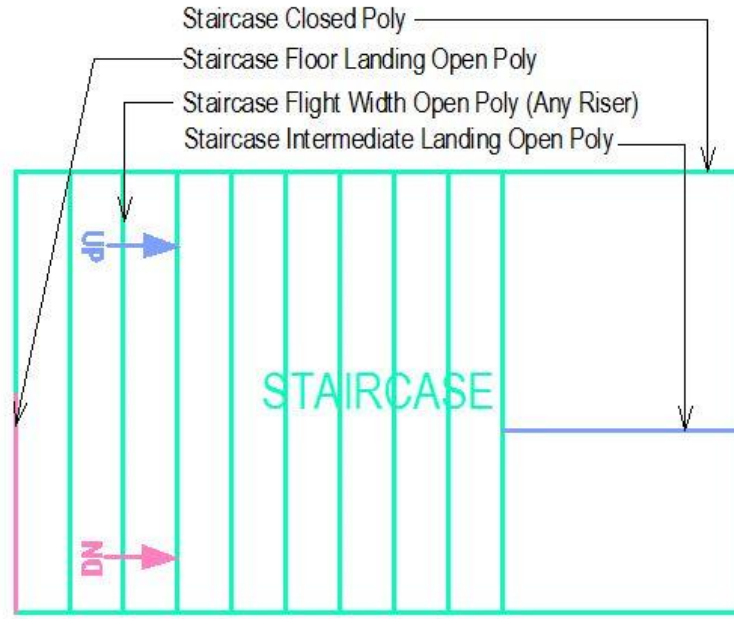 Staircase Closed Poly
Staircase Floor Landing Open Poly
Staircase Flight Width Open Poly (Any Riser)
Staircase Intermediate Landing Open Poly
UP
STAIRCASE
DN